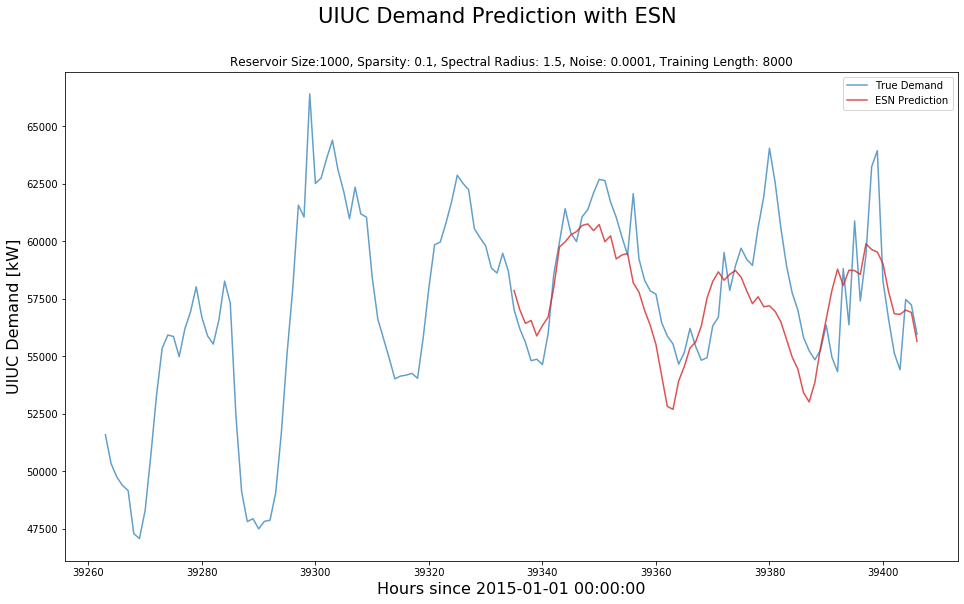 UIUC Demand Prediction with ESN
Reservoir Size:1000, Sparsity: 0.1, Spectral Radius: 1.5, Noise: 0.0001, Training Length: 8000
True Demand
ESN Prediction
UIUC Demand [kW]
65000
62500
60000
57500
55000
52500
50000
47500
39260 39280 39300 39320 39340 39360 39380 39400
Hours since 2015-01-01 00:00:00